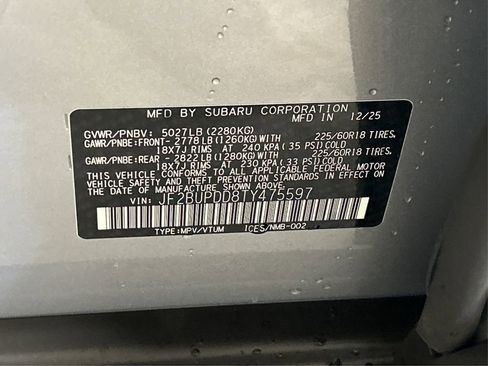 MFD BY SUBARU CORPORATION
MFD IN 12/25
GVWR/PNBV: 5027LB(2280KG)
GAWR/PNBE:FRONT-2778LB(1260KG)WITH 225/60R18 TIRES,
18X7J RIMS AT 240 KPA(35 PSI)COLD
GAWR/PNBE:REAR -2822LB(1280KG)WITH 225/60R18 TIRES,
18X7J RIMS AT 230 KPA(33 PSI)COLD
THIS VEHICLE CONFORMS TO ALL APPLICABLE FEDERAL MOTOR
VEHICLE SAFETY STANDARDS IN EFFECT ON THE
DATE OF MANUFACTURE SHOWN ABOVE.
VIN: JF2BUPDD8TY475597
TYPE:MPV/VTUM ICES/NMB-002